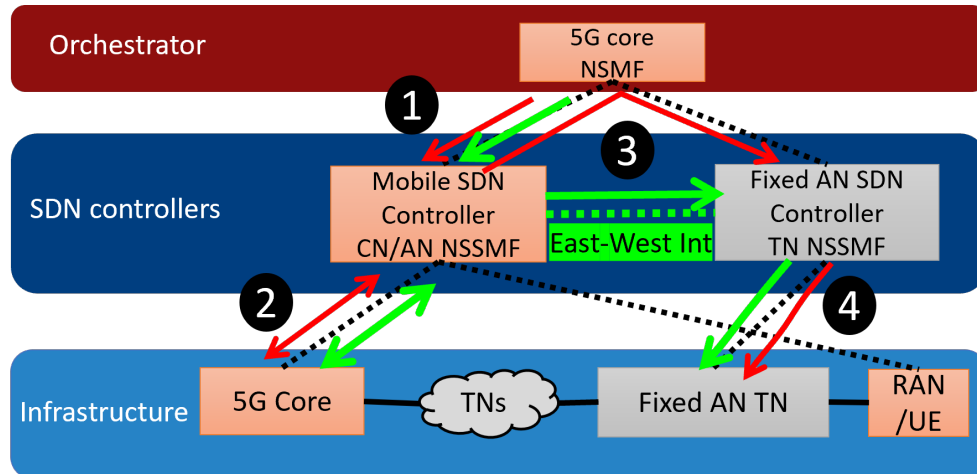 Orchestrator
5G core
NSMF
1
3
SDN controllers
Mobile SDN
Controller
CN/AN NSSMF
East-West Int
Fixed AN SDN
Controller
TN NSSMF
2
4
Infrastructure
5G Core
TNs
Fixed AN TN
RAN
/UE